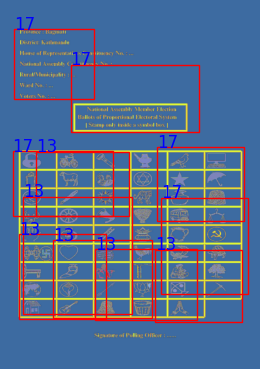 17
Province : Bagmati
District : Kathmandu
House of Representatives Constituency No. :
17
National Assembly Constituency No. :
Rural/Municipality :
Ward No. :
Voters No. :
National Assembly Member Election
Ballots of Proportional Electoral System
[ Stamp only inside a symbol box ]
17 13 17
13 17
13 13 13 13
Signature of Polling Officer :